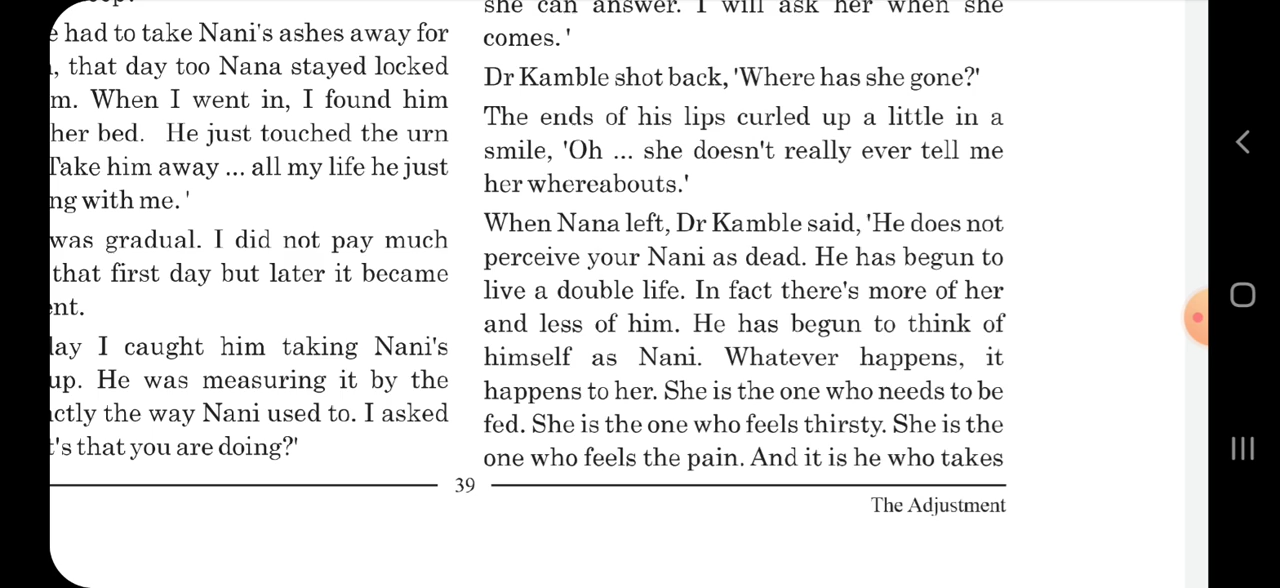 had to take Nani's ashes away for
, that day too Nana stayed locked
m. When I went in, I found him
her bed. He just touched the urn
Take him away ... all my life he just
ng with me.'
was gradual. I did not pay much
that first day but later it became
ent.
lay I caught him taking Nani's
up. He was measuring it by the
actly the way Nani used to. I asked
t's that you are doing?'
she can answer. I will ask her when she
comes.'
Dr Kamble shot back, 'Where has she gone?'
The ends of his lips curled up a little in a
smile, 'Oh ... she doesn't really ever tell me
her whereabouts.'
When Nana left, Dr Kamble said, 'He does not
perceive your Nani as dead. He has begun to
live a double life. In fact there's more of her
and less of him. He has begun to think of
himself as Nani. Whatever happens, it
happens to her. She is the one who needs to be
fed. She is the one who feels thirsty. She is the
one who feels the pain. And it is he who takes
39
The Adjustment